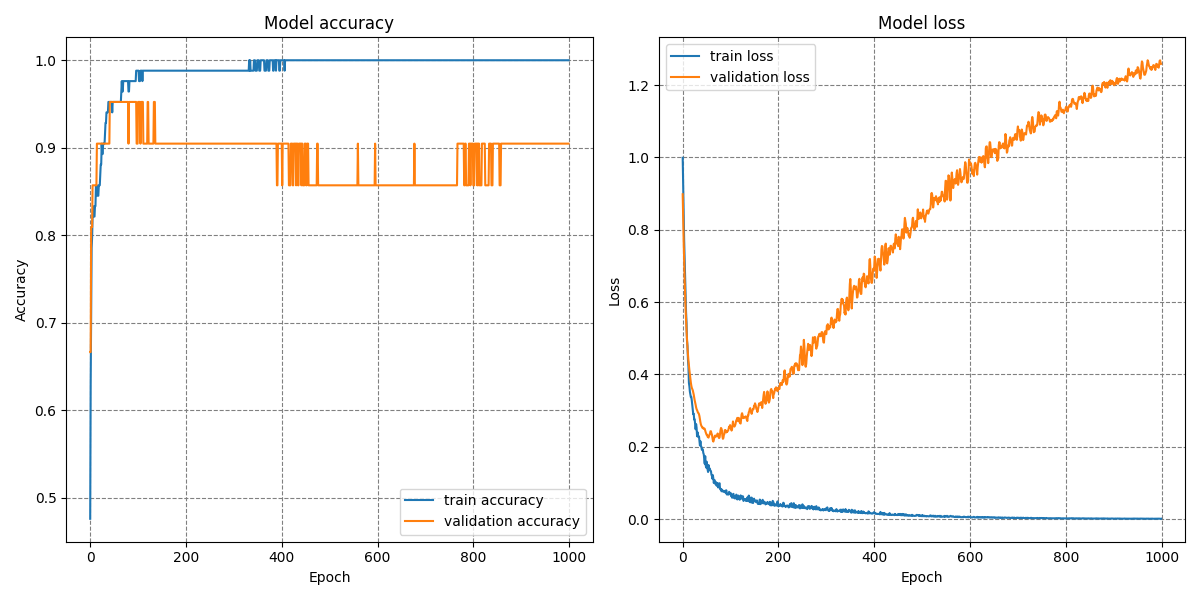 Model accuracy
Accuracy
1.0
0.9
0.8
0.7
0.6
0.5
0 200 400 600 800 1000
Epoch
train accuracy
validation accuracy
Model loss
Loss
1.2
1.0
0.8
0.6
0.4
0.2
0.0
0 200 400 600 800 1000
Epoch
train loss
validation loss